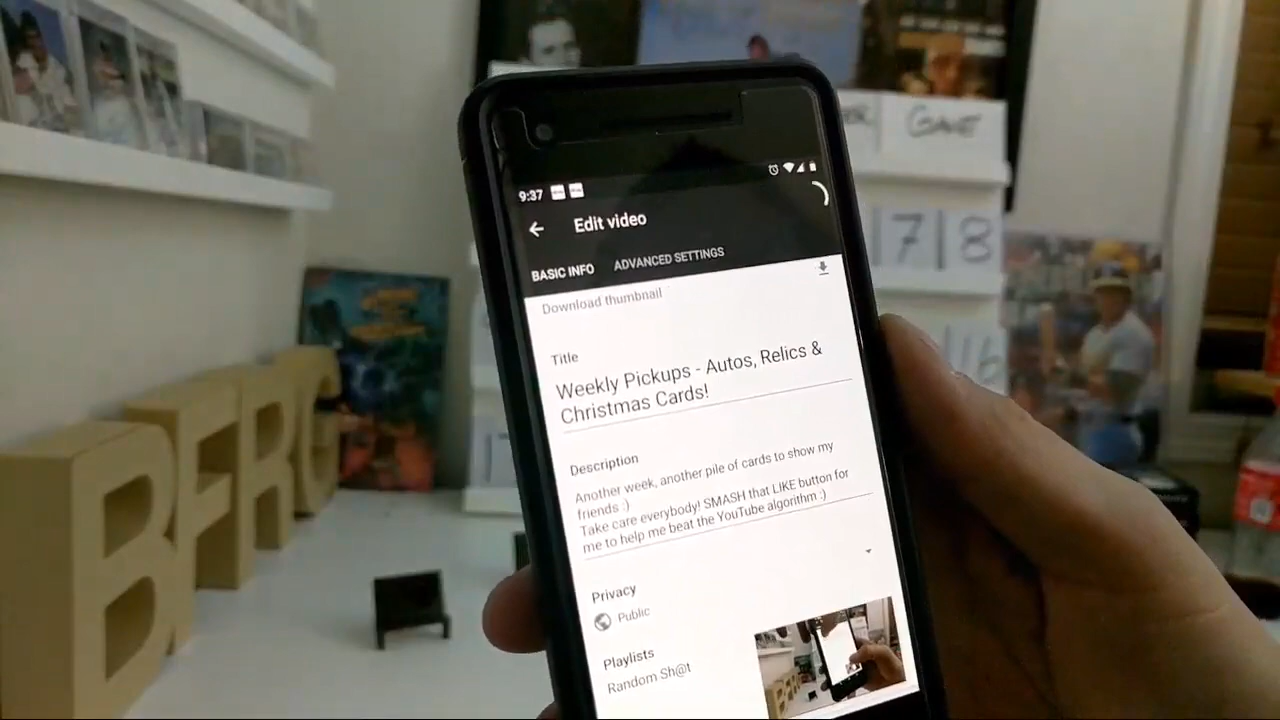 GAME
7 8
16
BFRC
9:37
Edit video
BASIC INFO ADVANCED SETTINGS
Download thumbnail
Title
Weekly Pickups - Autos, Relics &
Christmas Cards!
Description
Another week, another pile of cards to show my
friends :)
Take care everybody! SMASH that LIKE button for
me to help me beat the YouTube algorithm :)
Privacy
Public
Playlists
Random Sh@t